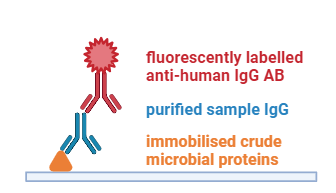 fluorescently labelled
anti-human IgG AB
purified sample IgG
immobilised crude
microbial proteins